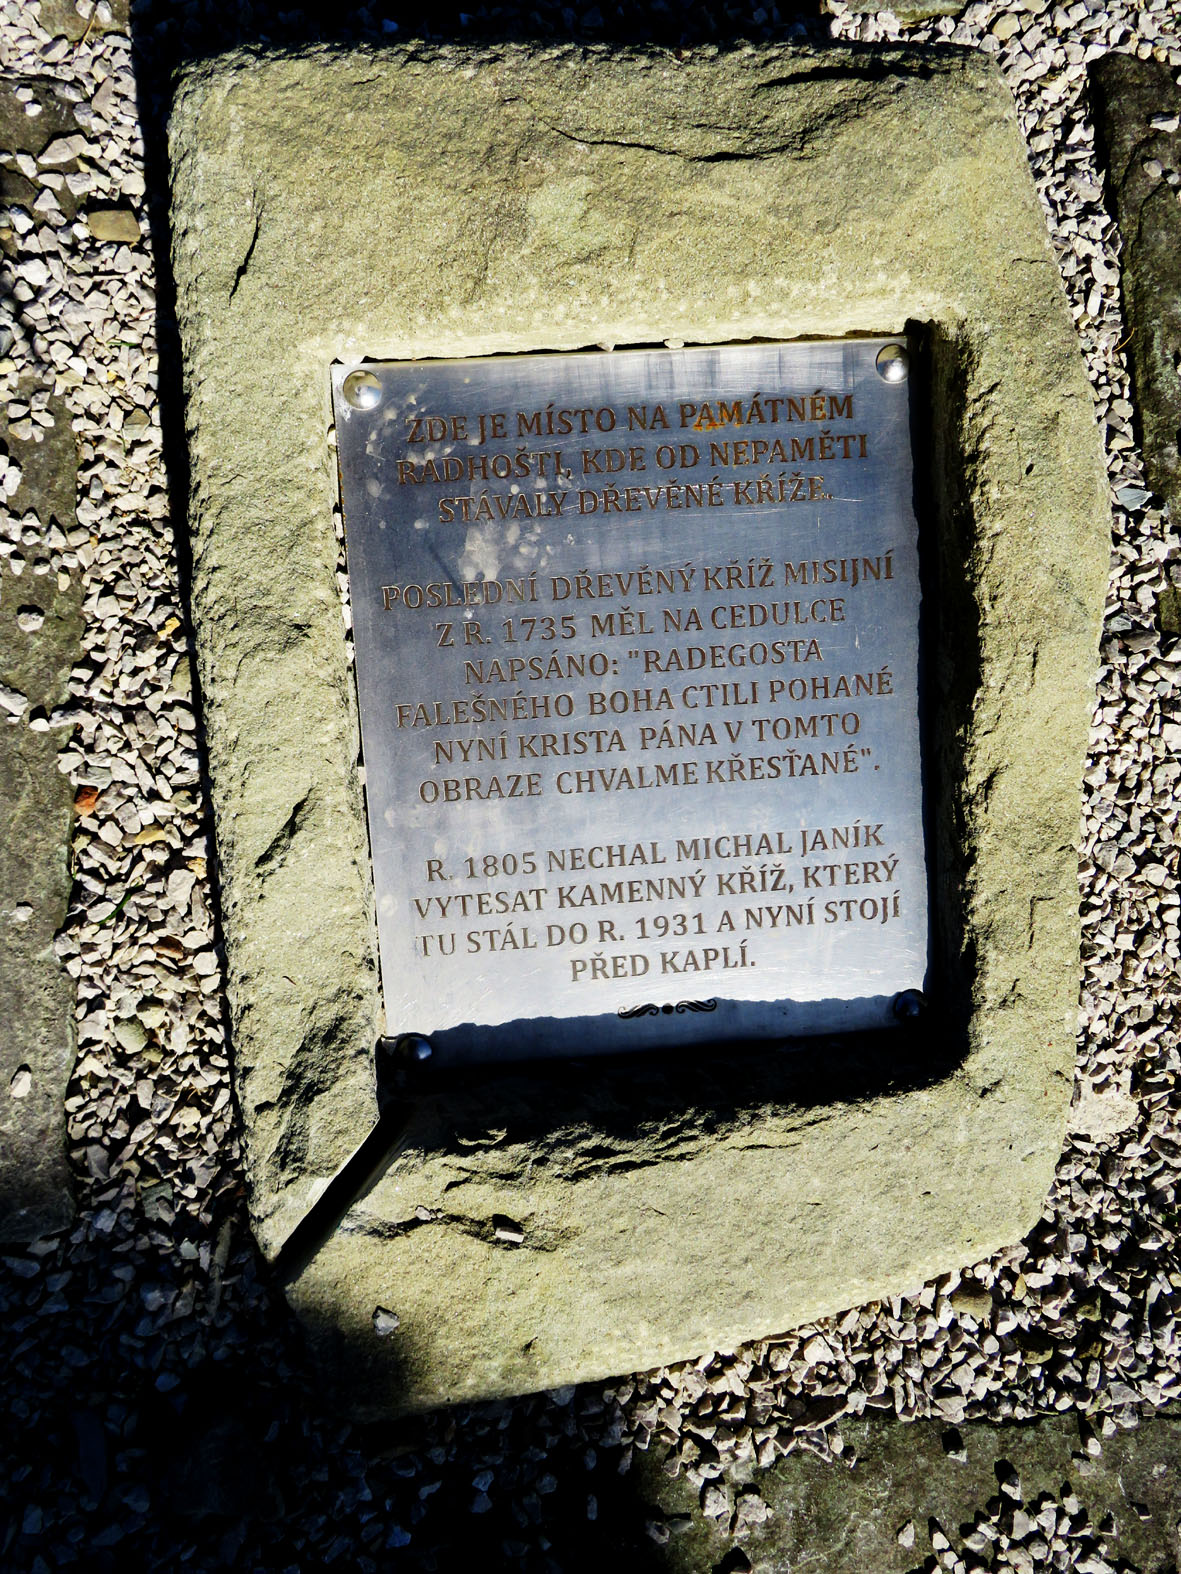 ZDE JE MÍSTO NA PAMÁTNÉM
RADHOŠTI, KDE OD NEPAMĚTI
STÁVALY DŘEVĚNÉ KŘÍŽE.
POSLEDNÍ DŘEVĚNÝ KŘÍŽ MISIJNÍ
Z R. 1735 MĚL NA CEDULCE
NAPSÁNO: "RADEGOSTA
FALEŠNÉHO BOHA CTILI POHANÉ
NYNÍ KRISTA PÁNA V TOMTO
OBRAZE CHVALME KŘESŤANÉ".
R. 1805 NECHAL MICHAL JANÍK
VYTESAT KAMENNÝ KŘÍŽ, KTERÝ
TU STÁL DO R. 1931 A NYNÍ STOJÍ
PŘED KAPLÍ.